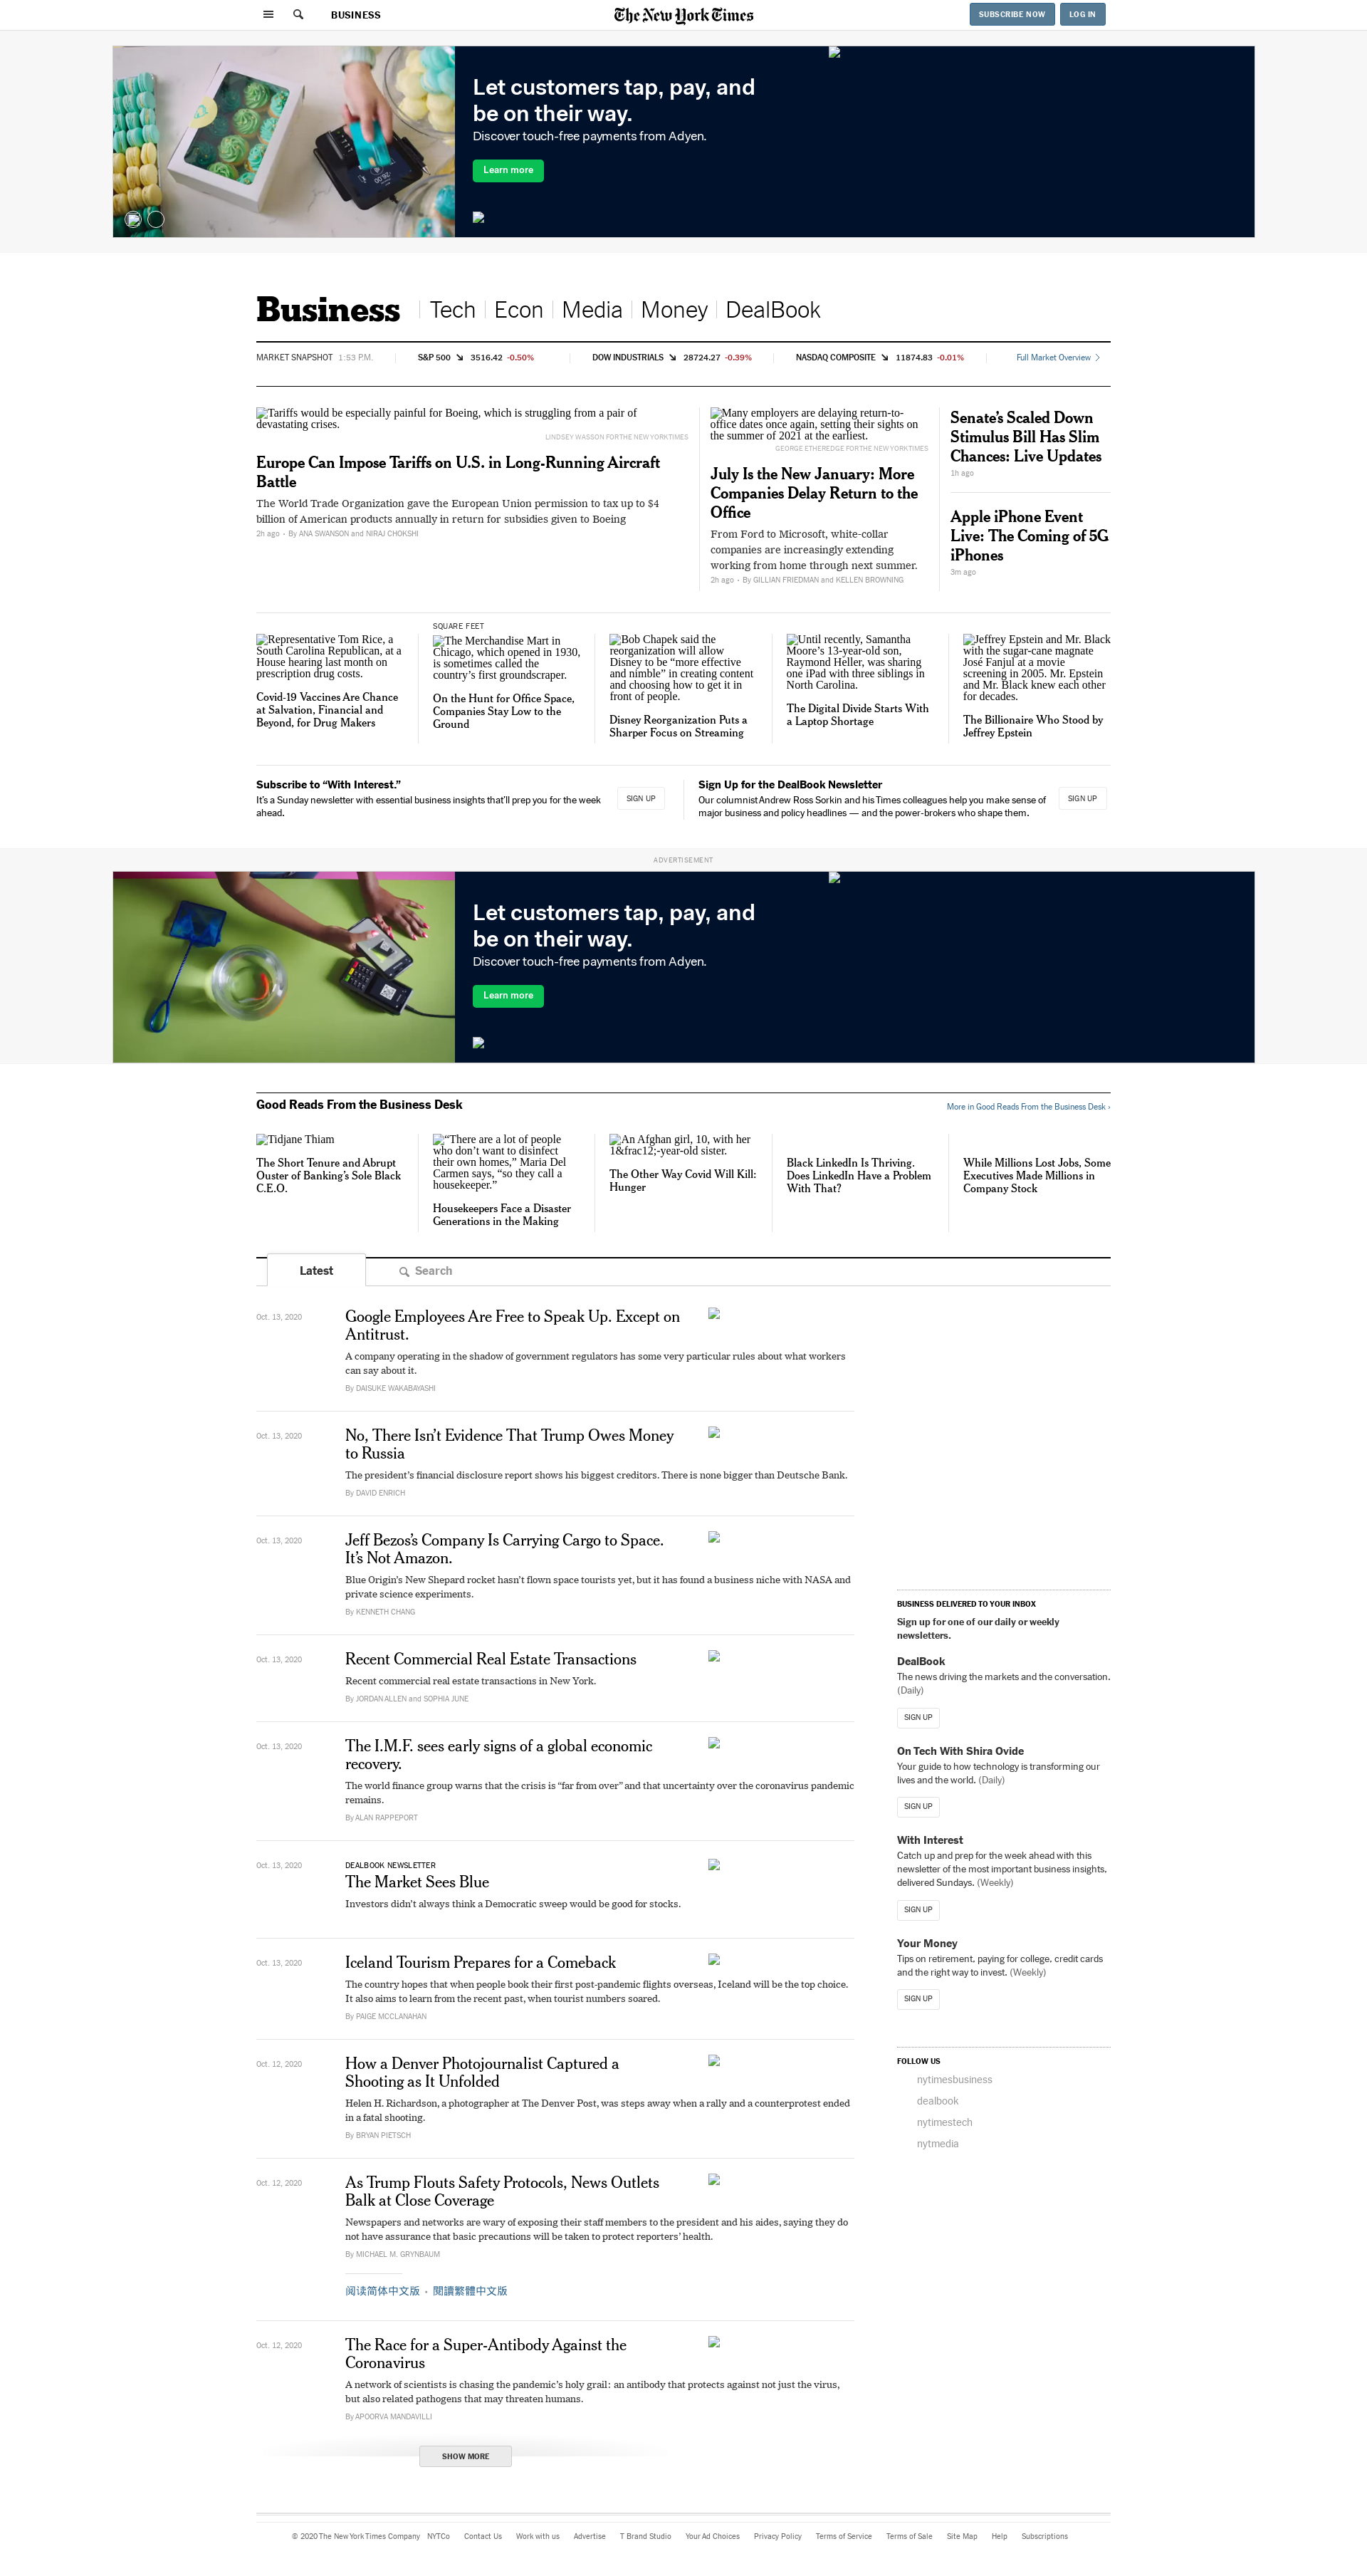 BUSINESS
The New York Times
SUBSCRIBE NOW
LOG IN
Let customers tap, pay, and
be on their way.
Discover touch-free payments from Adyen.
Learn more
Business
Tech
Econ
Media
Money
DealBook
MARKET SNAPSHOT 1:53 P.M.
S&P 500 3516.42 -0.50%
DOW INDUSTRIALS 28724.27 -0.39%
NASDAQ COMPOSITE 11874.83 -0.01%
Full Market Overview
Tariffs would be especially painful for Boeing, which is struggling from a pair of
devastating crises.
LINDSEY WASSON FOR THE NEW YORK TIMES
Europe Can Impose Tariffs on U.S. in Long-Running Aircraft
Battle
The World Trade Organization gave the European Union permission to tax up to $4
billion of American products annually in return for subsidies given to Boeing
2h ago • By ANA SWANSON and NIRAJ CHOKSHI
Many employers are delaying return-to-
office dates once again, setting their sights on
the summer of 2021 at the earliest.
GEORGE ETHEREDGE FOR THE NEW YORK TIMES
July Is the New January: More
Companies Delay Return to the
Office
From Ford to Microsoft, white-collar
companies are increasingly extending
working from home through next summer.
2h ago • By GILLIAN FRIEDMAN and KELLEN BROWNING
Senate’s Scaled Down
Stimulus Bill Has Slim
Chances: Live Updates
1h ago
Apple iPhone Event
Live: The Coming of 5G
iPhones
3m ago
Representative Tom Rice, a
South Carolina Republican, at a
House hearing last month on
prescription drug costs.
Covid-19 Vaccines Are Chance
at Salvation, Financial and
Beyond, for Drug Makers
SQUARE FEET
The Merchandise Mart in
Chicago, which opened in 1930,
is sometimes called the
country’s first groundscraper.
On the Hunt for Office Space,
Companies Stay Low to the
Ground
Bob Chapek said the
reorganization will allow
Disney to be “more effective
and nimble” in creating content
and choosing how to get it in
front of people.
Disney Reorganization Puts a
Sharper Focus on Streaming
Until recently, Samantha
Moore’s 13-year-old son,
Raymond Heller, was sharing
one iPad with three siblings in
North Carolina.
The Digital Divide Starts With
a Laptop Shortage
Jeffrey Epstein and Mr. Black
with the sugar-cane magnate
José Fanjul at a movie
screening in 2005. Mr. Epstein
and Mr. Black knew each other
for decades.
The Billionaire Who Stood by
Jeffrey Epstein
Subscribe to “With Interest.”
It’s a Sunday newsletter with essential business insights that’ll prep you for the week
ahead.
SIGN UP
Sign Up for the DealBook Newsletter
Our columnist Andrew Ross Sorkin and his Times colleagues help you make sense of
major business and policy headlines — and the power-brokers who shape them.
SIGN UP
ADVERTISEMENT
Let customers tap, pay, and
be on their way.
Discover touch-free payments from Adyen.
Learn more
Good Reads From the Business Desk
More in Good Reads From the Business Desk ›
Tidjane Thiam
The Short Tenure and Abrupt
Ouster of Banking’s Sole Black
C.E.O.
“There are a lot of people
who don’t want to disinfect
their own homes,” Maria Del
Carmen says, “so they call a
housekeeper.”
Housekeepers Face a Disaster
Generations in the Making
An Afghan girl, 10, with her
1&frac12;-year-old sister.
The Other Way Covid Will Kill:
Hunger
Black LinkedIn Is Thriving.
Does LinkedIn Have a Problem
With That?
While Millions Lost Jobs, Some
Executives Made Millions in
Company Stock
Latest
Search
Oct. 13, 2020
Google Employees Are Free to Speak Up. Except on
Antitrust.
A company operating in the shadow of government regulators has some very particular rules about what workers
can say about it.
By DAISUKE WAKABAYASHI
Oct. 13, 2020
No, There Isn’t Evidence That Trump Owes Money
to Russia
The president’s financial disclosure report shows his biggest creditors. There is none bigger than Deutsche Bank.
By DAVID ENRICH
Oct. 13, 2020
Jeff Bezos’s Company Is Carrying Cargo to Space.
It’s Not Amazon.
Blue Origin’s New Shepard rocket hasn’t flown space tourists yet, but it has found a business niche with NASA and
private science experiments.
By KENNETH CHANG
Oct. 13, 2020
Recent Commercial Real Estate Transactions
Recent commercial real estate transactions in New York.
By JORDAN ALLEN and SOPHIA JUNE
Oct. 13, 2020
The I.M.F. sees early signs of a global economic
recovery.
The world finance group warns that the crisis is “far from over” and that uncertainty over the coronavirus pandemic
remains.
By ALAN RAPPEPORT
Oct. 13, 2020
DEALBOOK NEWSLETTER
The Market Sees Blue
Investors didn’t always think a Democratic sweep would be good for stocks.
Oct. 13, 2020
Iceland Tourism Prepares for a Comeback
The country hopes that when people book their first post-pandemic flights overseas, Iceland will be the top choice.
It also aims to learn from the recent past, when tourist numbers soared.
By PAIGE MCCLANAHAN
Oct. 12, 2020
How a Denver Photojournalist Captured a
Shooting as It Unfolded
Helen H. Richardson, a photographer at The Denver Post, was steps away when a rally and a counterprotest ended
in a fatal shooting.
By BRYAN PIETSCH
Oct. 12, 2020
As Trump Flouts Safety Protocols, News Outlets
Balk at Close Coverage
Newspapers and networks are wary of exposing their staff members to the president and his aides, saying they do
not have assurance that basic precautions will be taken to protect reporters’ health.
By MICHAEL M. GRYNBAUM
阅读简体中文版 • 閱讀繁體中文版
Oct. 12, 2020
The Race for a Super-Antibody Against the
Coronavirus
A network of scientists is chasing the pandemic’s holy grail: an antibody that protects against not just the virus,
but also related pathogens that may threaten humans.
By APOORVA MANDAVILLI
SHOW MORE
BUSINESS DELIVERED TO YOUR INBOX
Sign up for one of our daily or weekly
newsletters.
DealBook
The news driving the markets and the conversation.
(Daily)
SIGN UP
On Tech With Shira Ovide
Your guide to how technology is transforming our
lives and the world. (Daily)
SIGN UP
With Interest
Catch up and prep for the week ahead with this
newsletter of the most important business insights,
delivered Sundays. (Weekly)
SIGN UP
Your Money
Tips on retirement, paying for college, credit cards
and the right way to invest. (Weekly)
SIGN UP
FOLLOW US
nytimesbusiness
dealbook
nytimestech
nytmedia
© 2020 The New York Times Company NYTCo Contact Us Work with us Advertise T Brand Studio Your Ad Choices Privacy Policy Terms of Service Terms of Sale Site Map Help Subscriptions